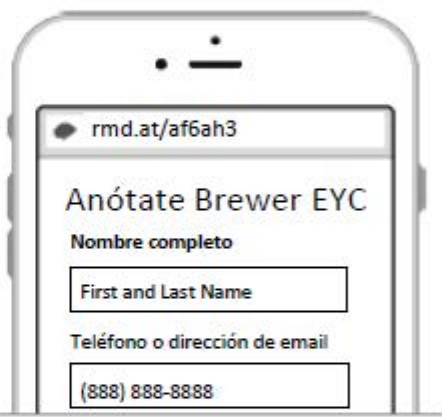 rmd.at/af6ah3
Anótate Brewer EYC
Nombre completo
First and Last Name
Teléfono o dirección de email
(888) 888-8888